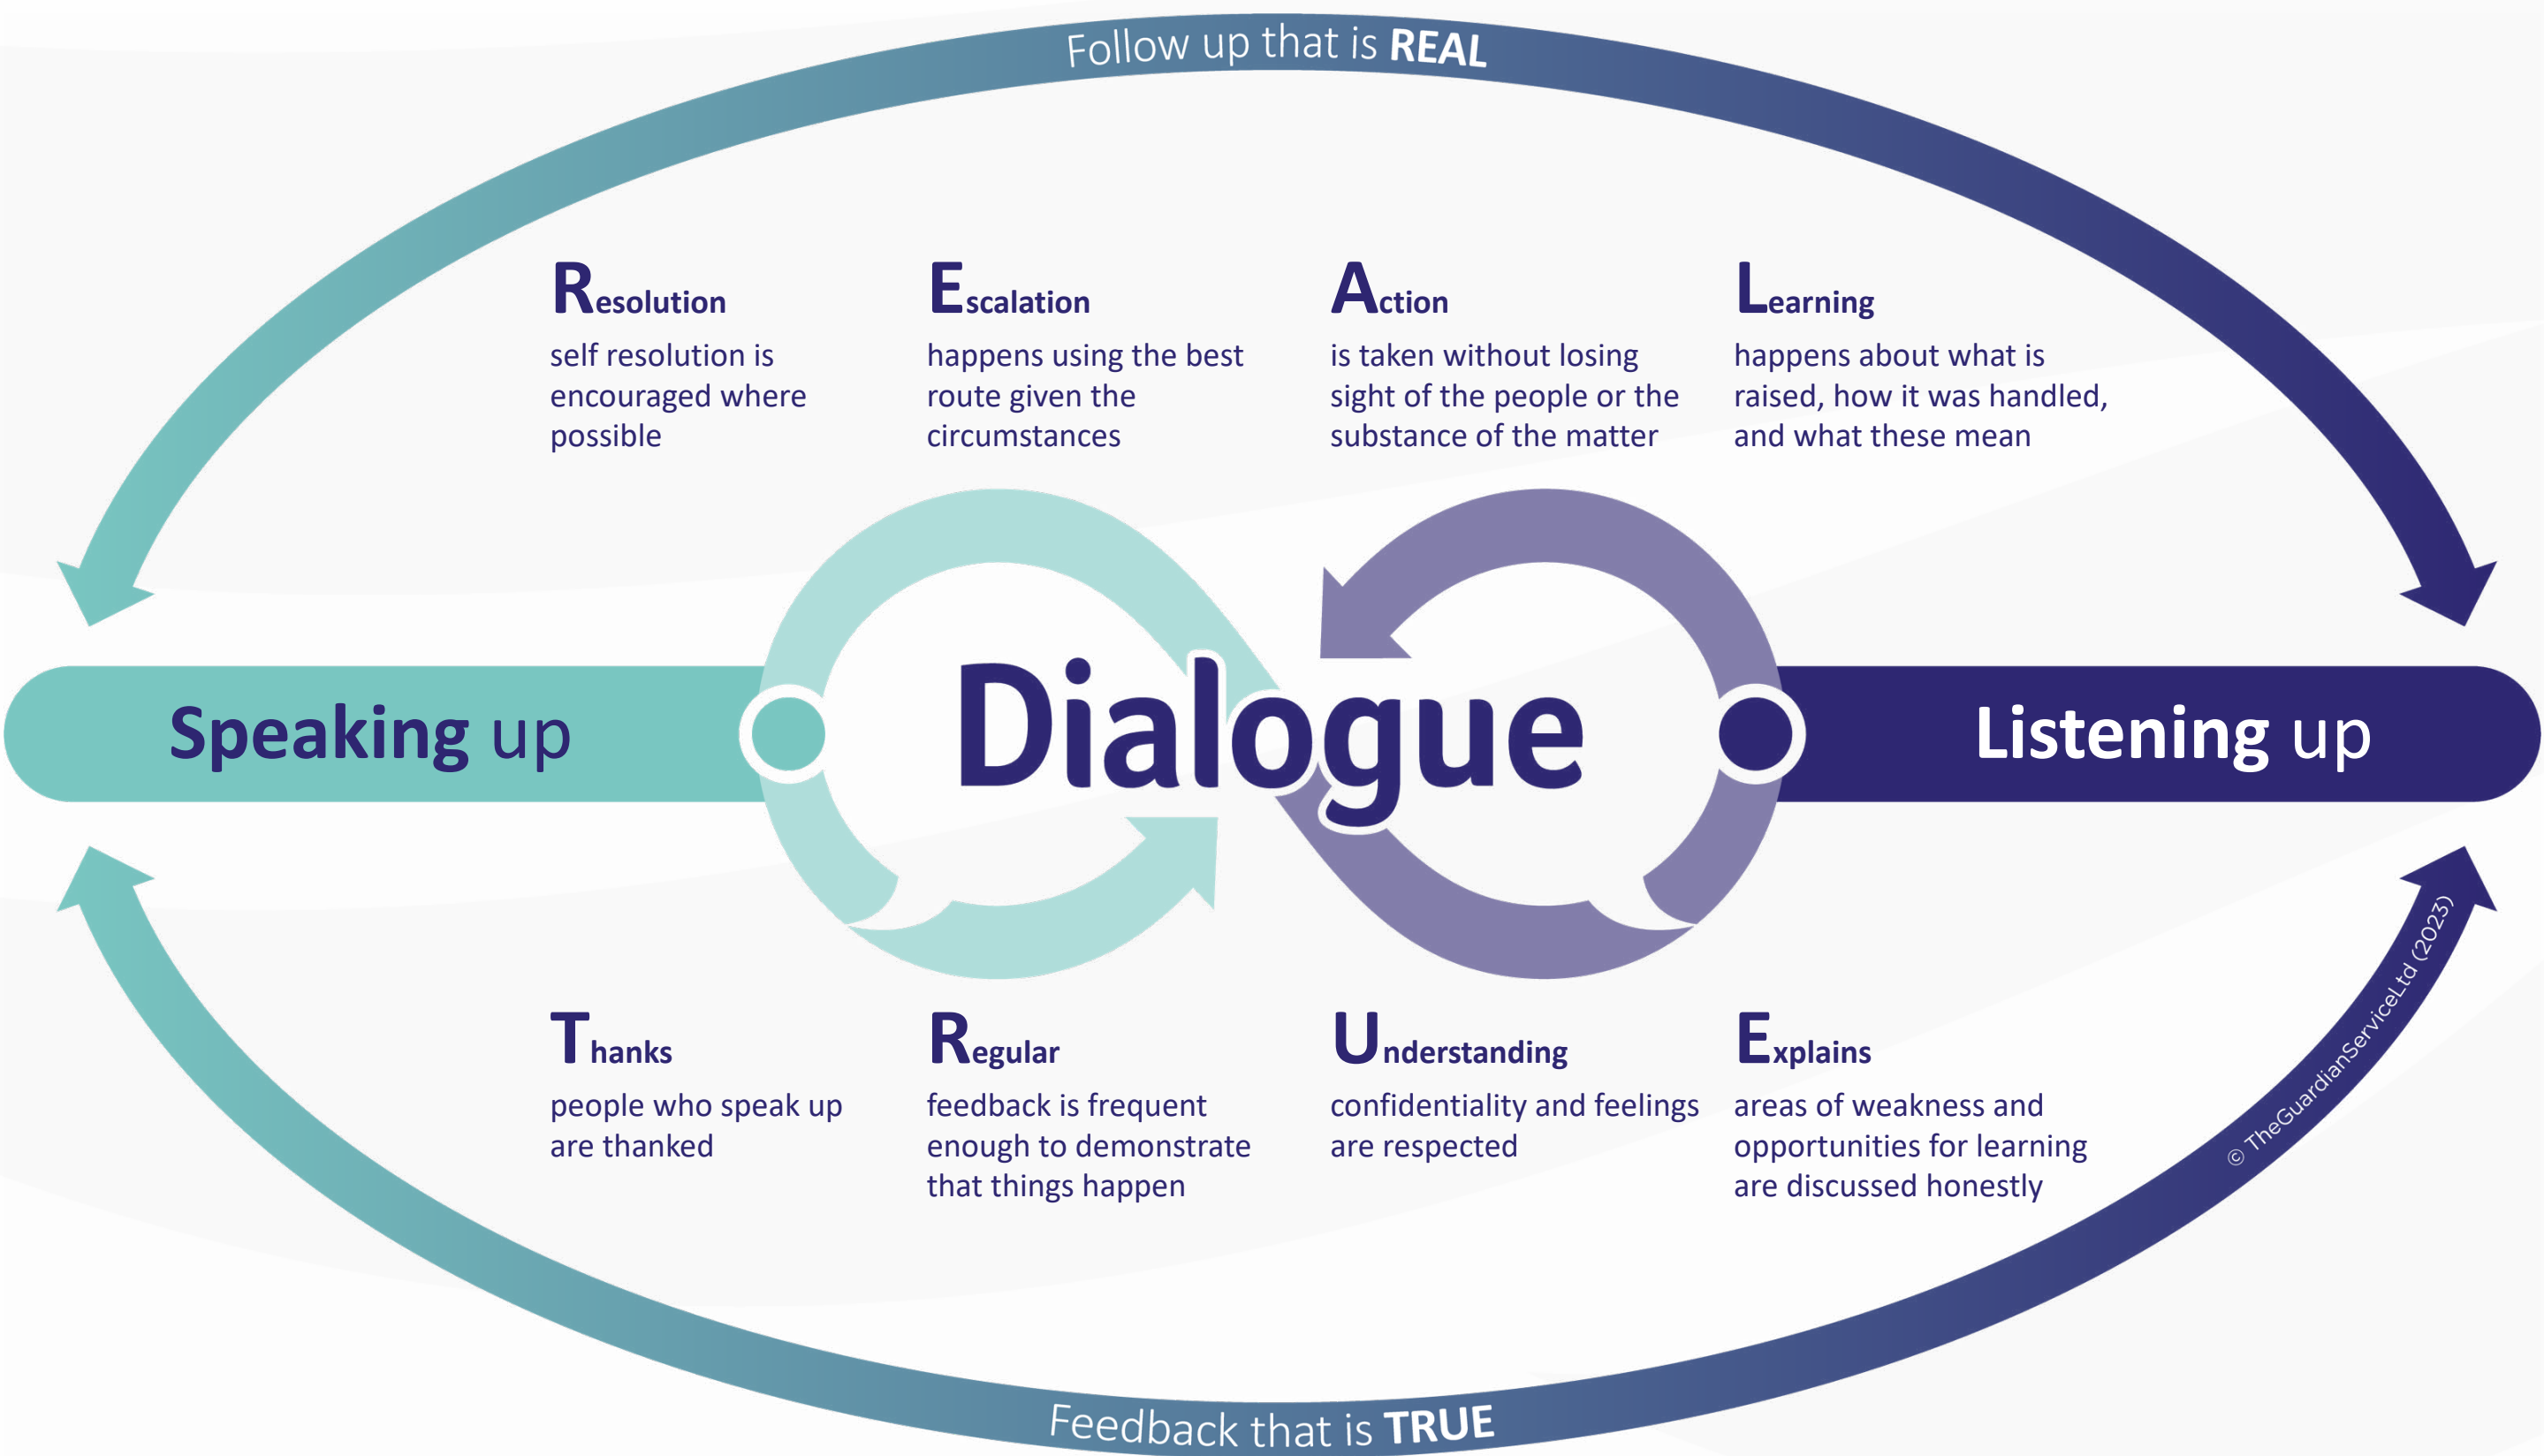 Follow up that is REAL
Resolution
self resolution is
encouraged where
possible
Escalation
happens using the best
route given the
circumstances
Action
is taken without losing
sight of the people or the
substance of the matter
Learning
happens about what is
raised, how it was handled,
and what these mean
Speaking up
Dialogue
Listening up
Thanks
people who speak up
are thanked
Regular
feedback is frequent
enough to demonstrate
that things happen
Understanding
confidentiality and feelings
are respected
Explains
areas of weakness and
opportunities for learning
are discussed honestly
© TheGuardianServiceLtd (2023)
Feedback that is TRUE